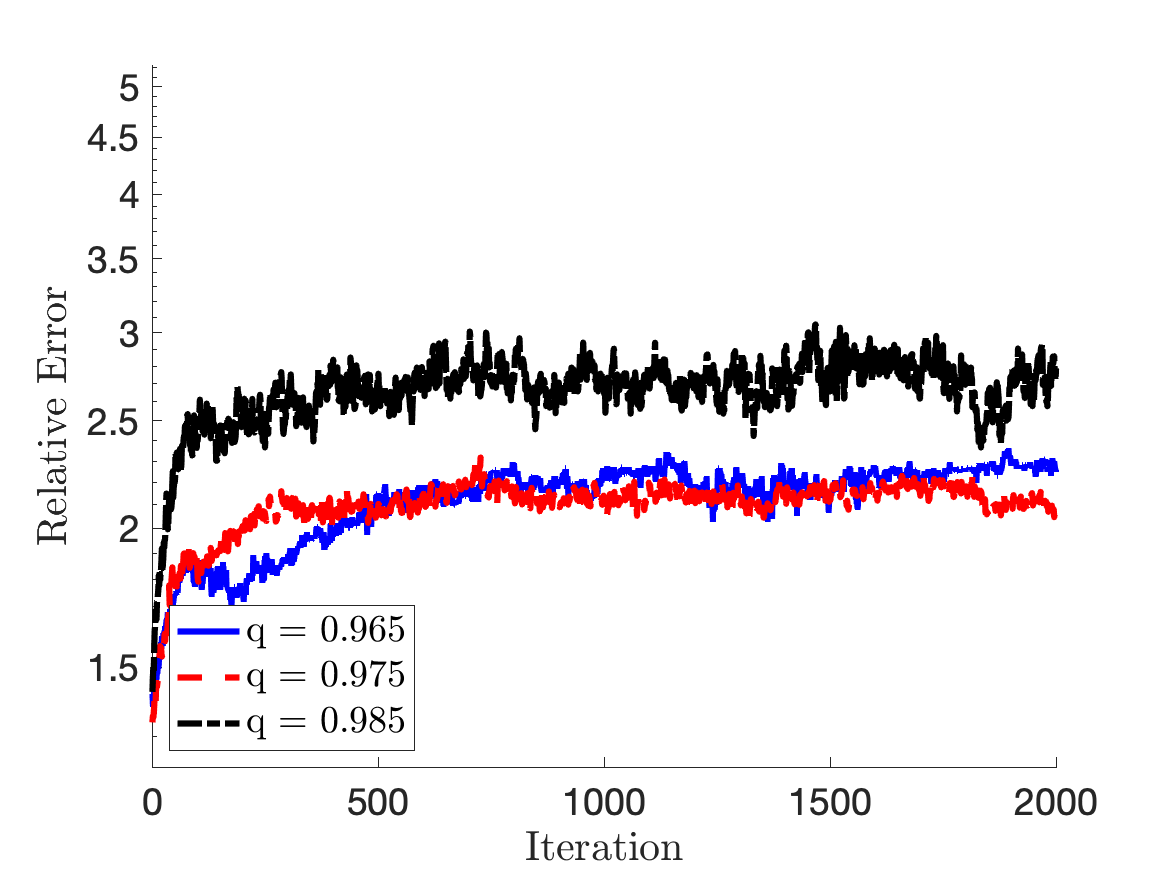 5
4.5
4
3.5
3
2.5
2
1.5
Relative Error
q = 0.965
q = 0.975
q = 0.985
0 500 1000 1500 2000
Iteration